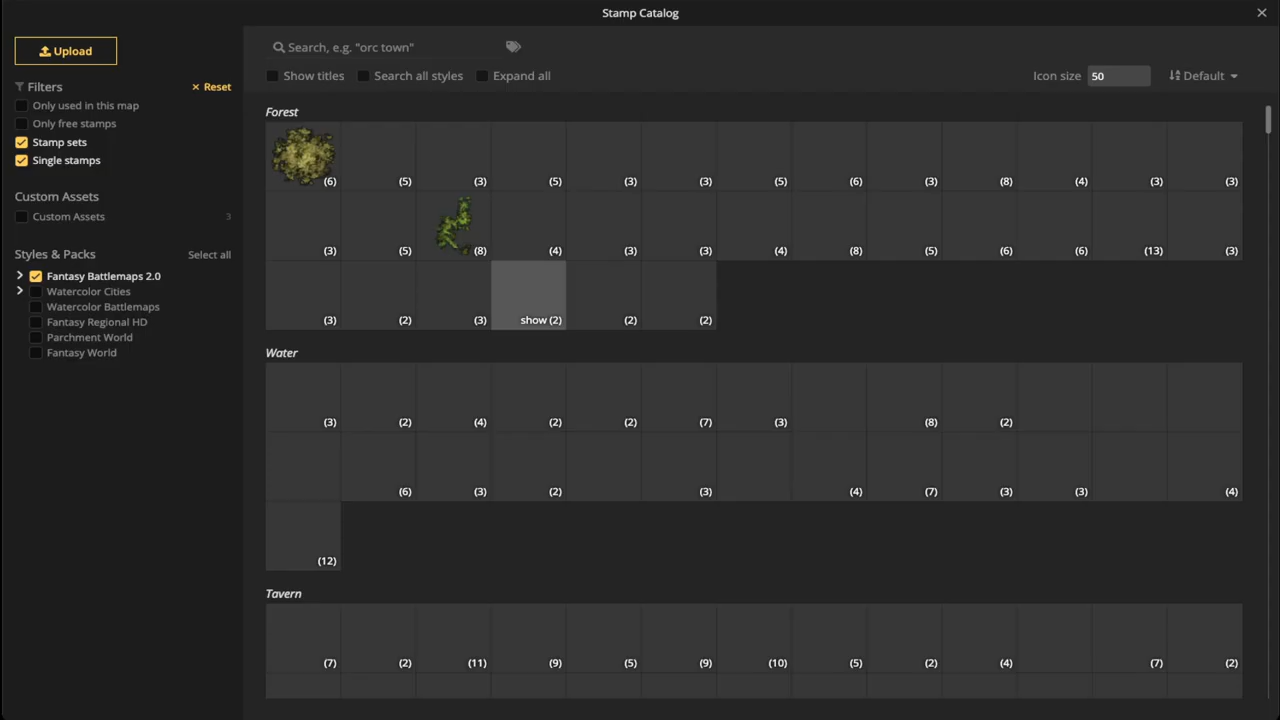 Stamp Catalog
Upload
Search, e.g. "orc town"
Show titles Search all styles Expand all Icon size 50 Default
Filters × Reset
Only used in this map
Only free stamps
Stamp sets
Single stamps
Custom Assets
Custom Assets 3
Styles & Packs Select all
Fantasy Battlemaps 2.0
Watercolor Cities
Watercolor Battlemaps
Fantasy Regional HD
Parchment World
Fantasy World
Forest
(6) (5) (3) (5) (3) (3) (5) (6) (3) (8) (4) (3) (3)
(3) (5) (8) (4) (3) (3) (4) (8) (5) (6) (6) (13) (3)
(3) (2) (3) show (2) (2) (2)
Water
(3) (2) (4) (2) (2) (7) (3) (8) (2)
(6) (3) (2) (3) (4) (7) (3) (3) (4)
(12)
Tavern
(7) (2) (11) (9) (5) (9) (10) (5) (2) (4) (7) (2)